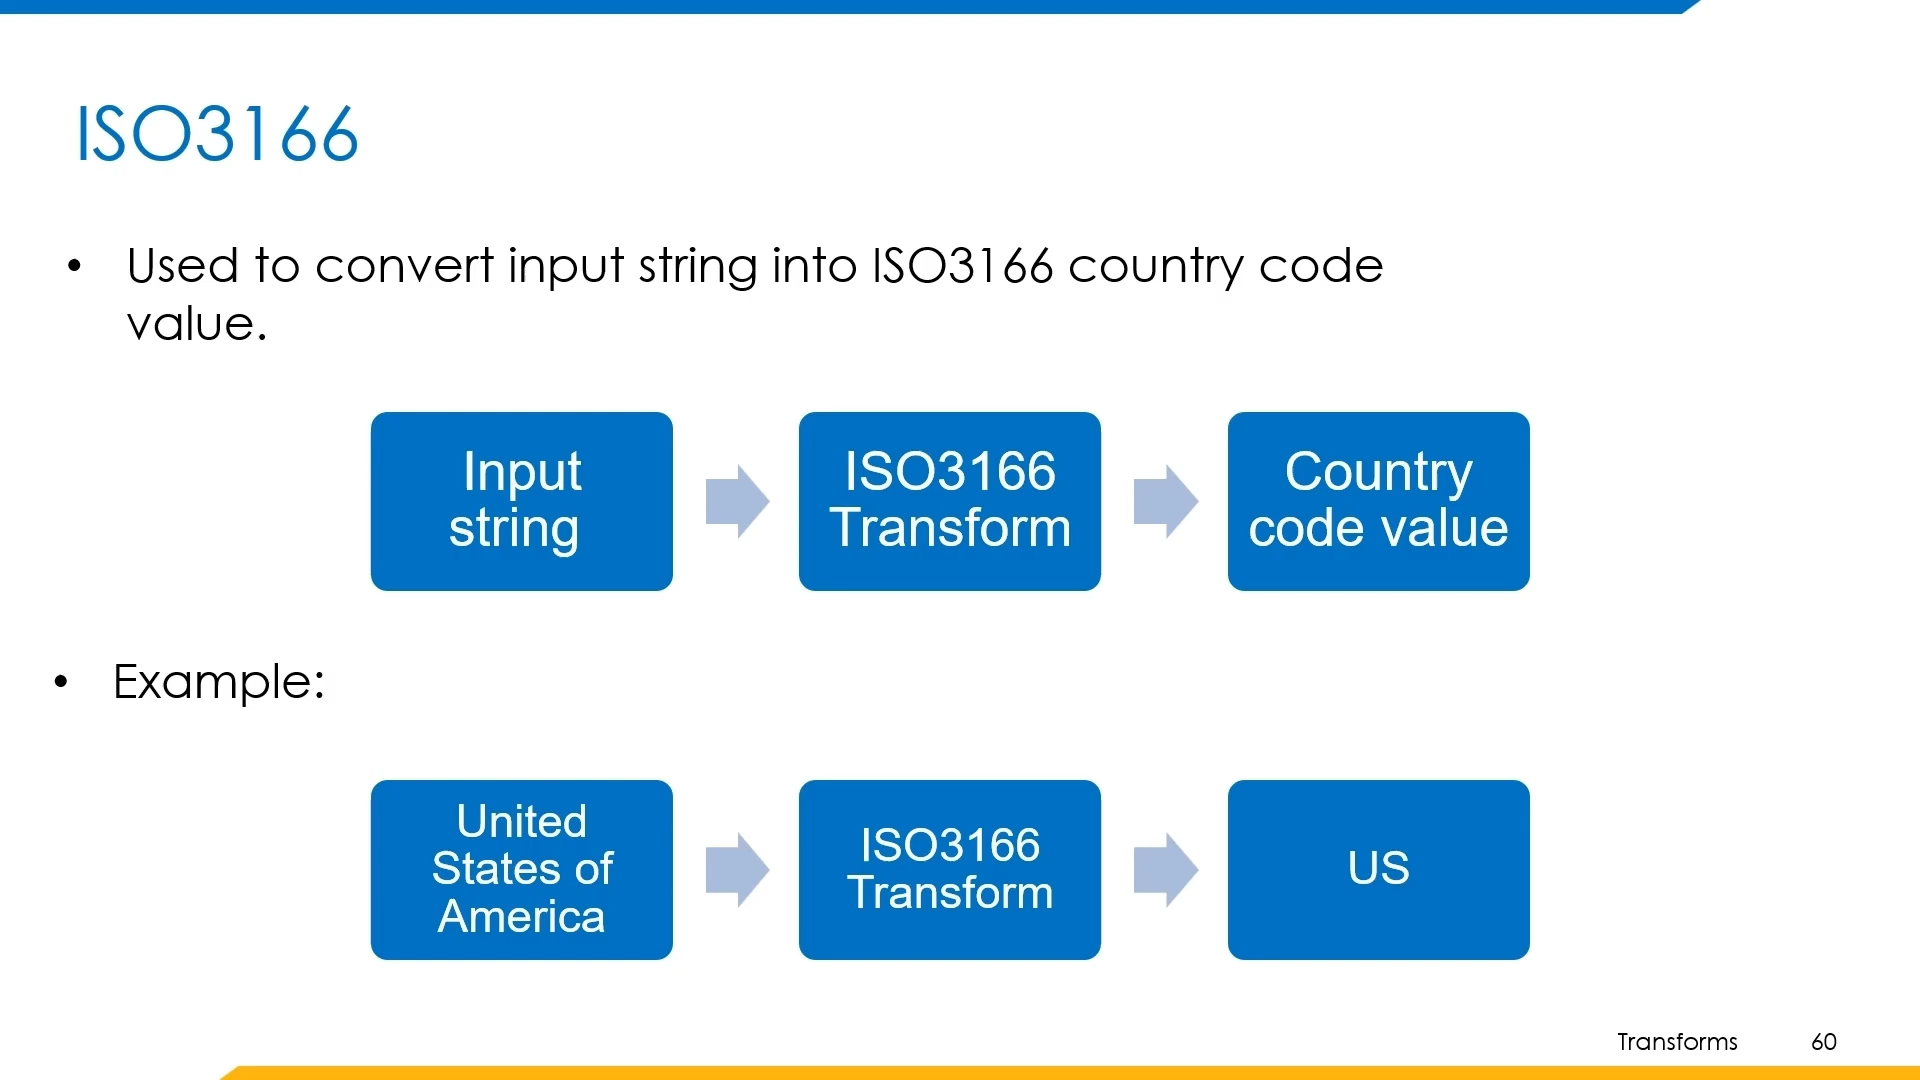 ISO3166
• Used to convert input string into ISO3166 country code
value.
Input
string
ISO3166
Transform
Country
code value
• Example:
United
States of
America
ISO3166
Transform
US
Transforms 60